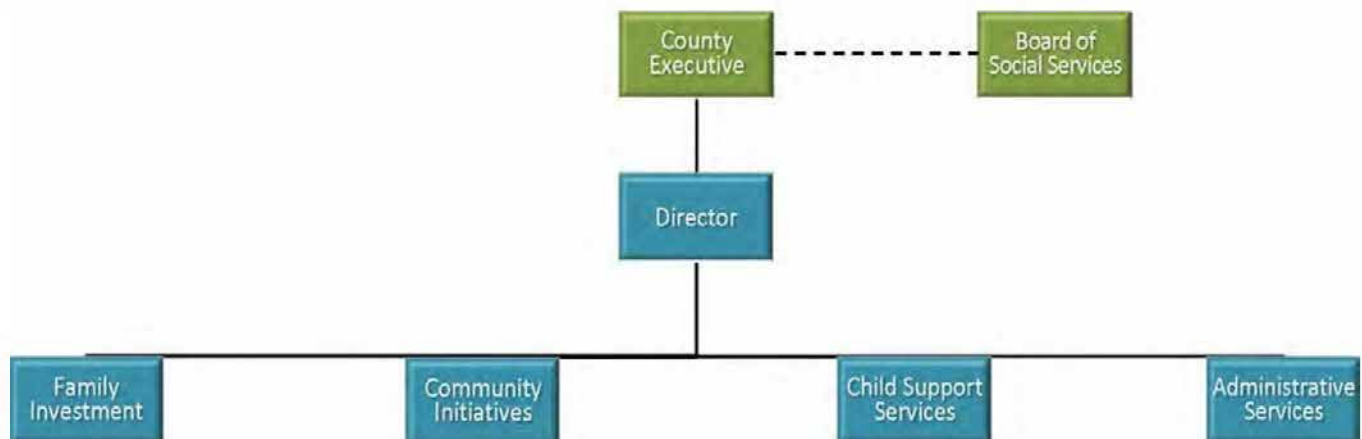 County
Executive
Board of
Social Services
Director
Family
Investment
Community
Initiatives
Child Support
Services
Administrative
Services